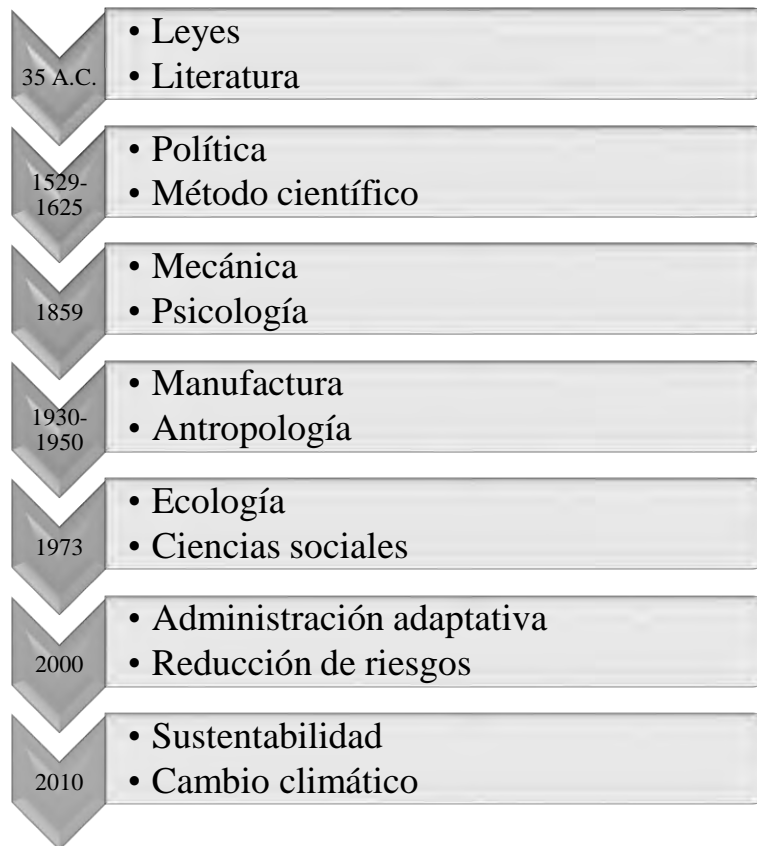 35 A.C.
• Leyes
• Literatura
1529-
1625
• Política
• Método científico
1859
• Mecánica
• Psicología
1930-
1950
• Manufactura
• Antropología
1973
• Ecología
• Ciencias sociales
2000
• Administración adaptativa
• Reducción de riesgos
2010
• Sustentabilidad
• Cambio climático